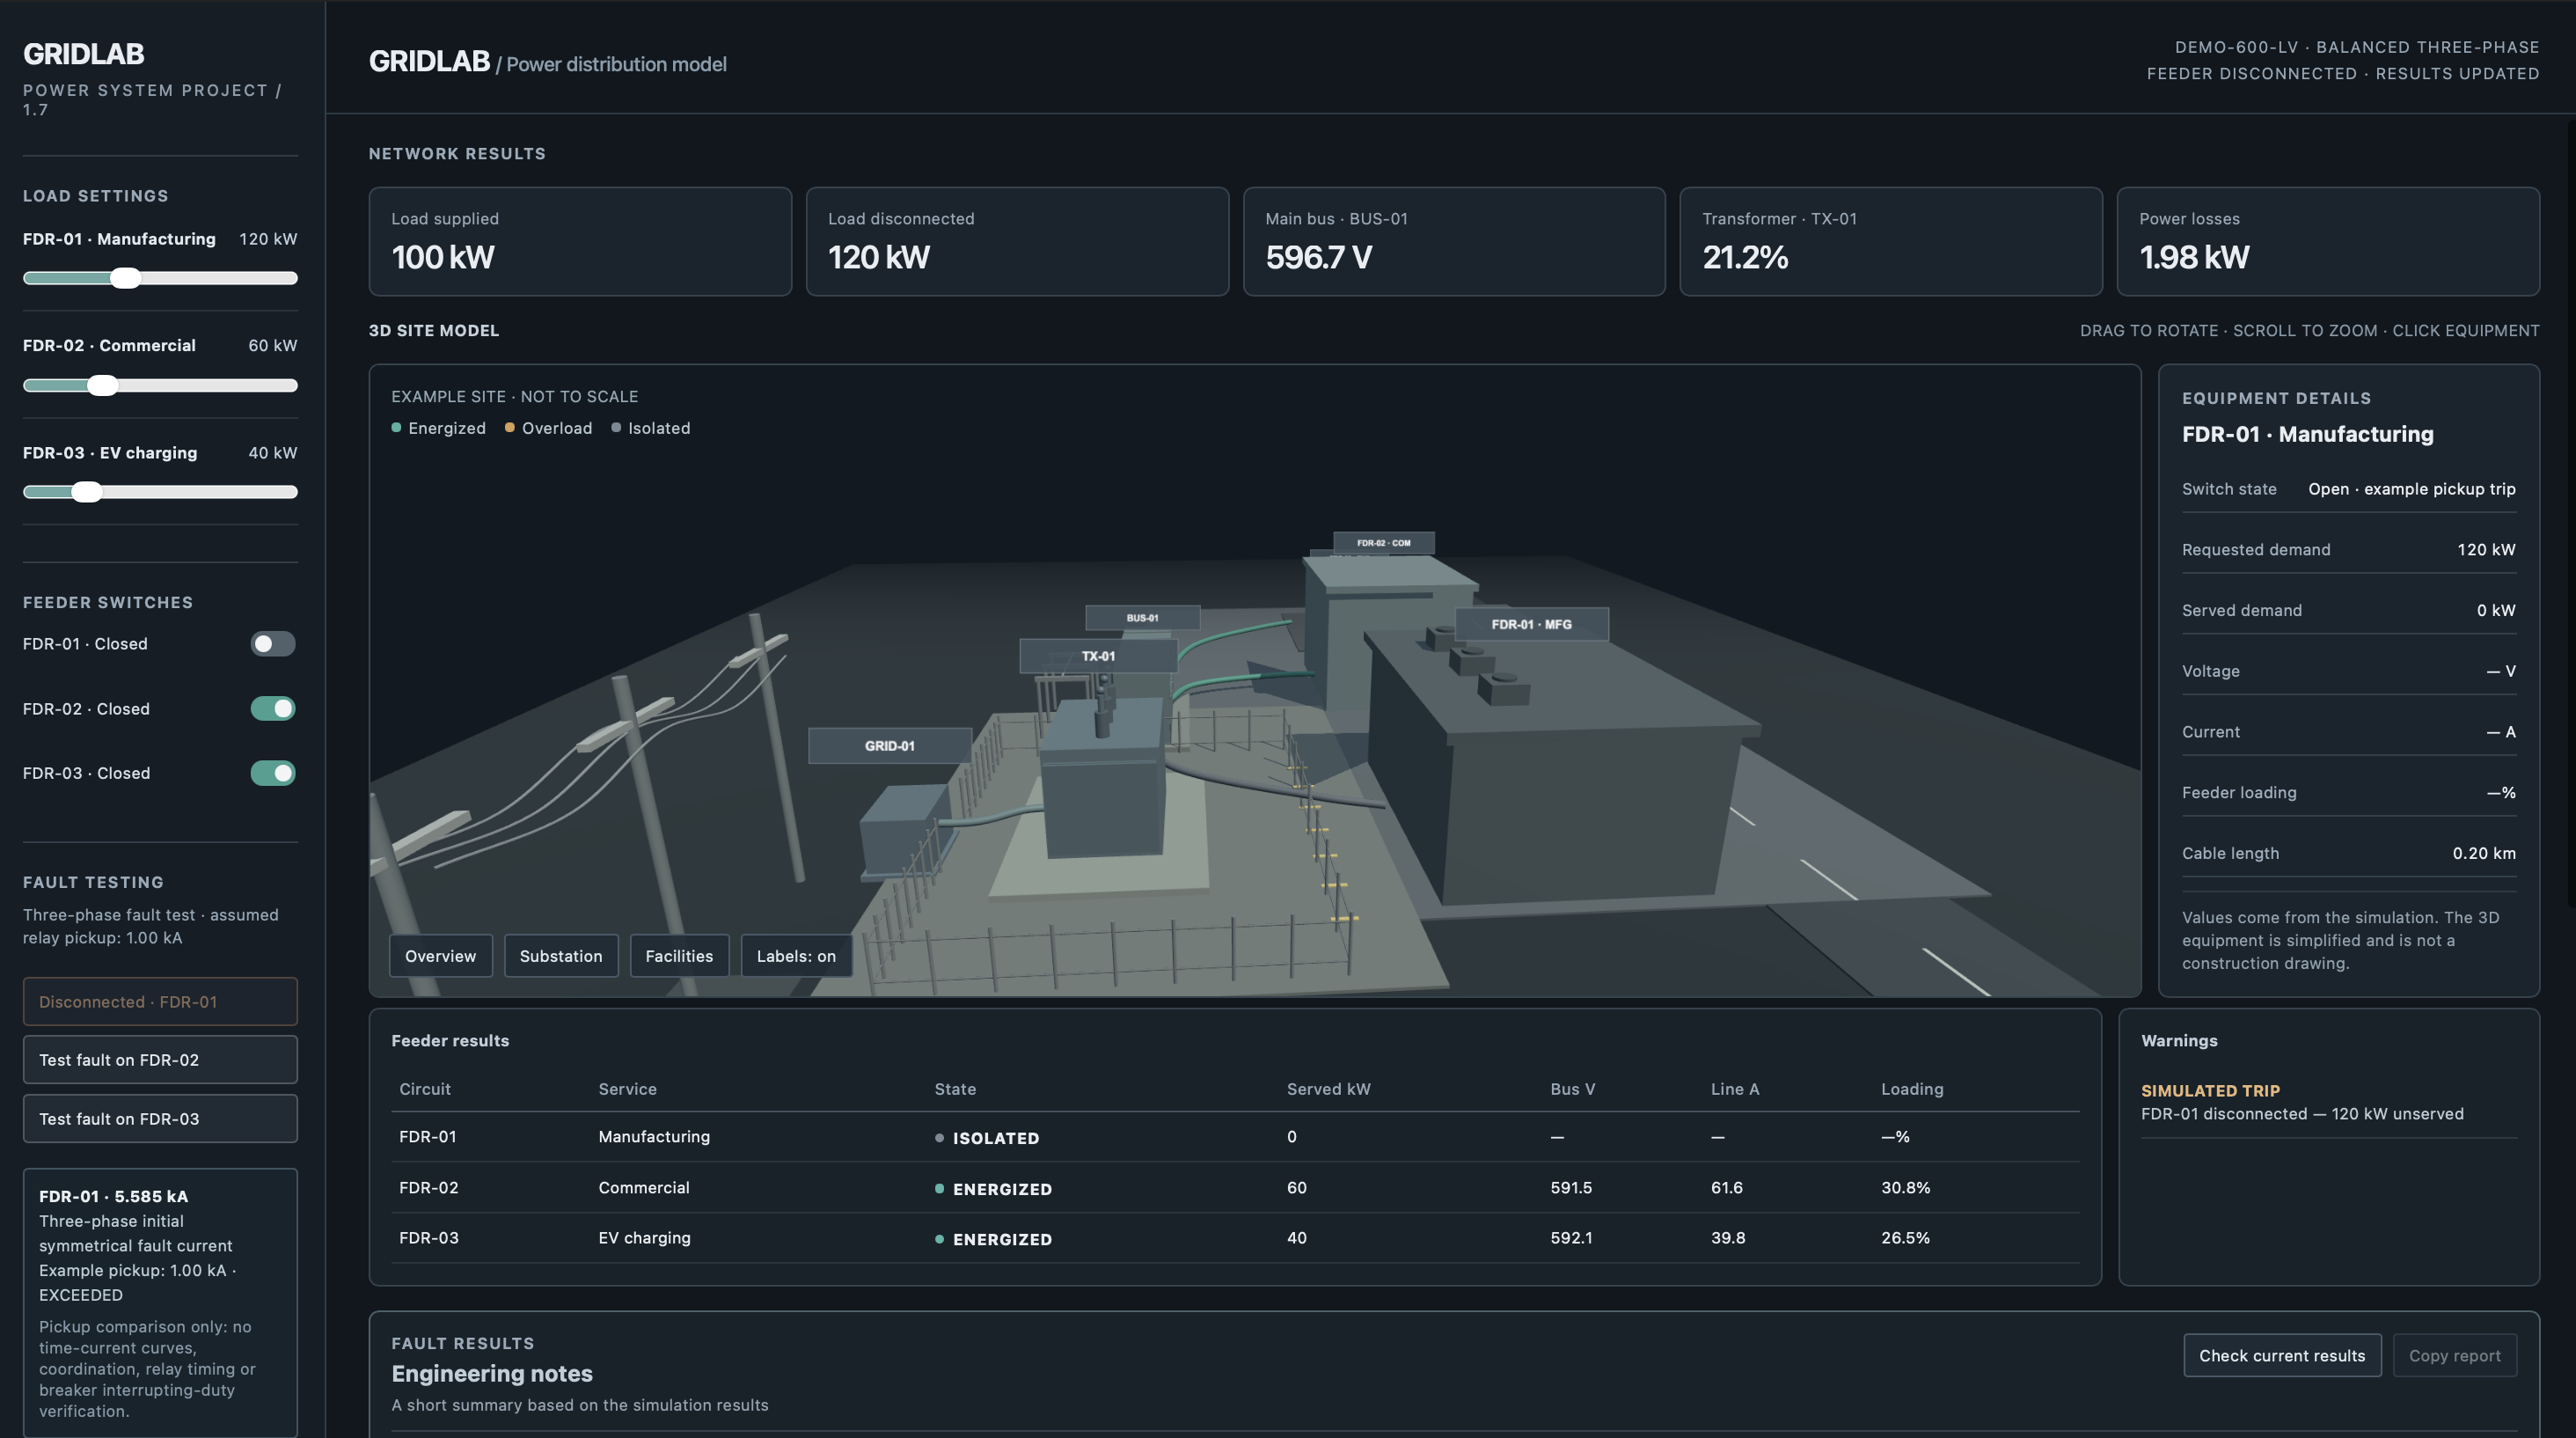 GRIDLAB
POWER SYSTEM PROJECT /
1.7
LOAD SETTINGS
FDR-01 · Manufacturing 120 kW
FDR-02 · Commercial 60 kW
FDR-03 · EV charging 40 kW
FEEDER SWITCHES
FDR-01 · Closed
FDR-02 · Closed
FDR-03 · Closed
FAULT TESTING
Three-phase fault test · assumed
relay pickup: 1.00 kA
Disconnected · FDR-01
Test fault on FDR-02
Test fault on FDR-03
FDR-01 · 5.585 kA
Three-phase initial
symmetrical fault current
Example pickup: 1.00 kA ·
EXCEEDED
Pickup comparison only: no
time-current curves,
coordination, relay timing or
breaker interrupting-duty
verification.
GRIDLAB / Power distribution model
DEMO-600-LV · BALANCED THREE-PHASE
FEEDER DISCONNECTED · RESULTS UPDATED
NETWORK RESULTS
Load supplied
100 kW
Load disconnected
120 kW
Main bus · BUS-01
596.7 V
Transformer · TX-01
21.2%
Power losses
1.98 kW
3D SITE MODEL
DRAG TO ROTATE · SCROLL TO ZOOM · CLICK EQUIPMENT
EXAMPLE SITE · NOT TO SCALE
Energized Overload Isolated
FDR-02 · COM
BUS-01
FDR-01 · MFG
TX-01
GRID-01
Overview Substation Facilities Labels: on
EQUIPMENT DETAILS
FDR-01 · Manufacturing
Switch state Open · example pickup trip
Requested demand 120 kW
Served demand 0 kW
Voltage — V
Current — A
Feeder loading —%
Cable length 0.20 km
Values come from the simulation. The 3D
equipment is simplified and is not a
construction drawing.
Feeder results
Circuit Service State Served kW Bus V Line A Loading
FDR-01 Manufacturing ISOLATED 0 — — —%
FDR-02 Commercial ENERGIZED 60 591.5 61.6 30.8%
FDR-03 EV charging ENERGIZED 40 592.1 39.8 26.5%
Warnings
SIMULATED TRIP
FDR-01 disconnected — 120 kW unserved
FAULT RESULTS
Engineering notes
A short summary based on the simulation results
Check current results Copy report